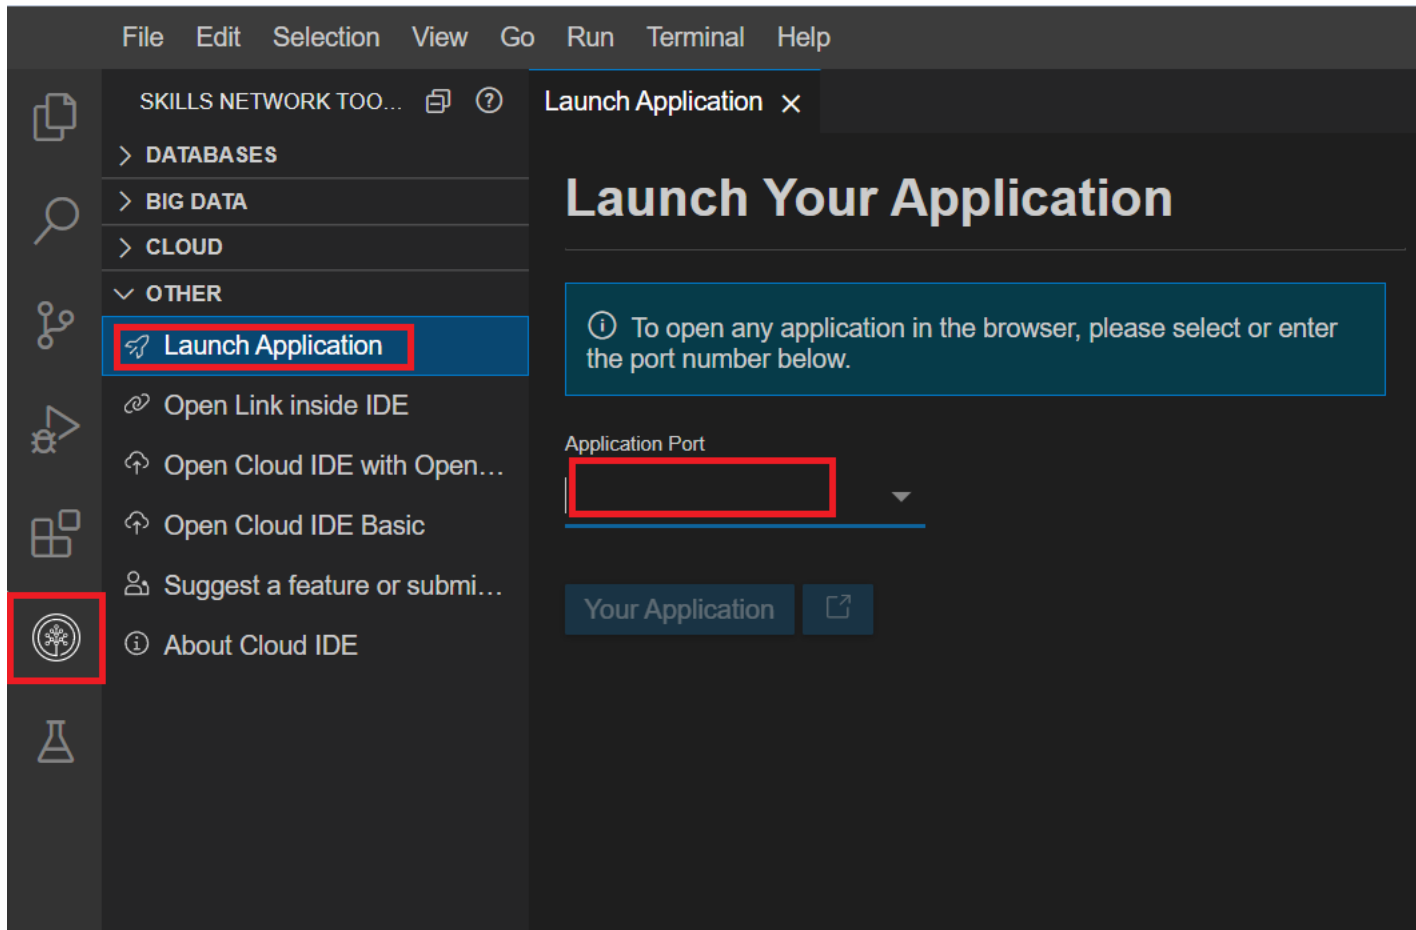 File Edit Selection View Go Run Terminal Help
SKILLS NETWORK TOO...
DATABASES
BIG DATA
CLOUD
OTHER
Launch Application
Open Link inside IDE
Open Cloud IDE with Open...
Open Cloud IDE Basic
Suggest a feature or submi...
About Cloud IDE
Launch Application
Launch Your Application
To open any application in the browser, please select or enter
the port number below.
Application Port
Your Application